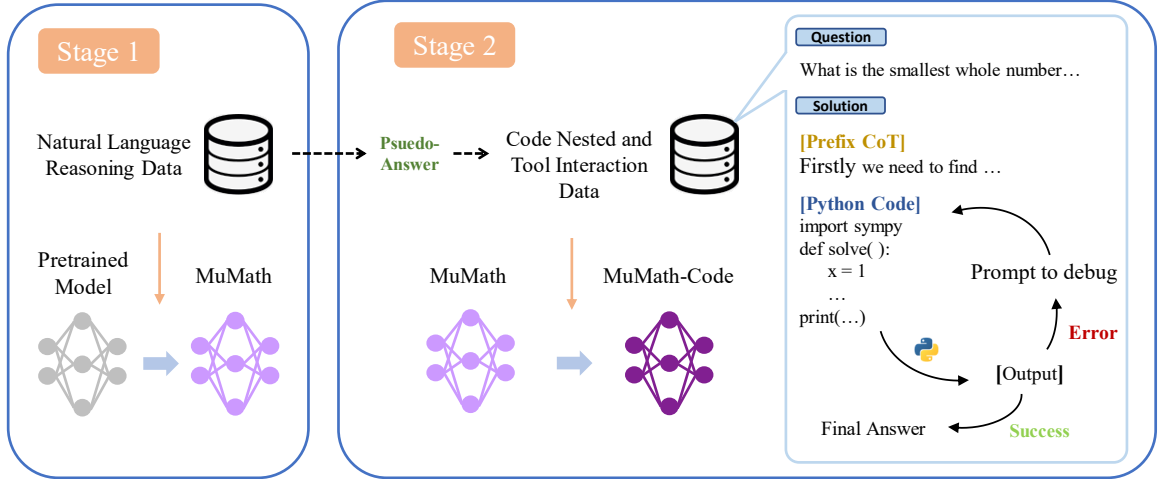 Stage 1
Natural Language
Reasoning Data
Pretrained
Model
MuMath
Stage 2
Psuedo-
Answer
Code Nested and
Tool Interaction
Data
MuMath
MuMath-Code
Question
What is the smallest whole number…
Solution
[Prefix CoT]
Firstly we need to find …
[Python Code]
import sympy
def solve( ):
x = 1
…
print(…)
Prompt to debug
Error
[Output]
Success
Final Answer